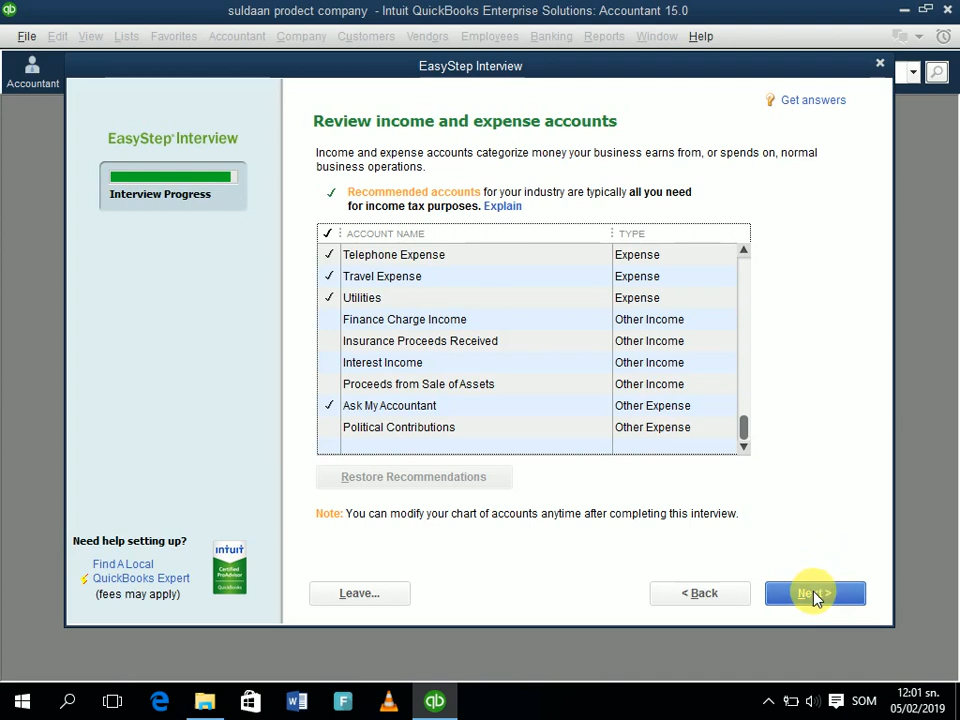 suldaan prodect company - Intuit QuickBooks Enterprise Solutions: Accountant 15.0
File Edit View Lists Favorites Accountant Company Customers Vendors Employees Banking Reports Window Help
Accountant
EasyStep Interview
Get answers
EasyStep Interview
Interview Progress
Review income and expense accounts
Income and expense accounts categorize money your business earns from, or spends on, normal
business operations.
Recommended accounts for your industry are typically all you need
for income tax purposes. Explain
ACCOUNT NAME TYPE
Telephone Expense Expense
Travel Expense Expense
Utilities Expense
Finance Charge Income Other Income
Insurance Proceeds Received Other Income
Interest Income Other Income
Proceeds from Sale of Assets Other Income
Ask My Accountant Other Expense
Political Contributions Other Expense
Restore Recommendations
Note: You can modify your chart of accounts anytime after completing this interview.
Need help setting up?
Find A Local
QuickBooks Expert
(fees may apply)
intuit
Certified
ProAdvisor
QuickBooks
Leave...
< Back
Next >
SOM
12:01 sn.
05/02/2019